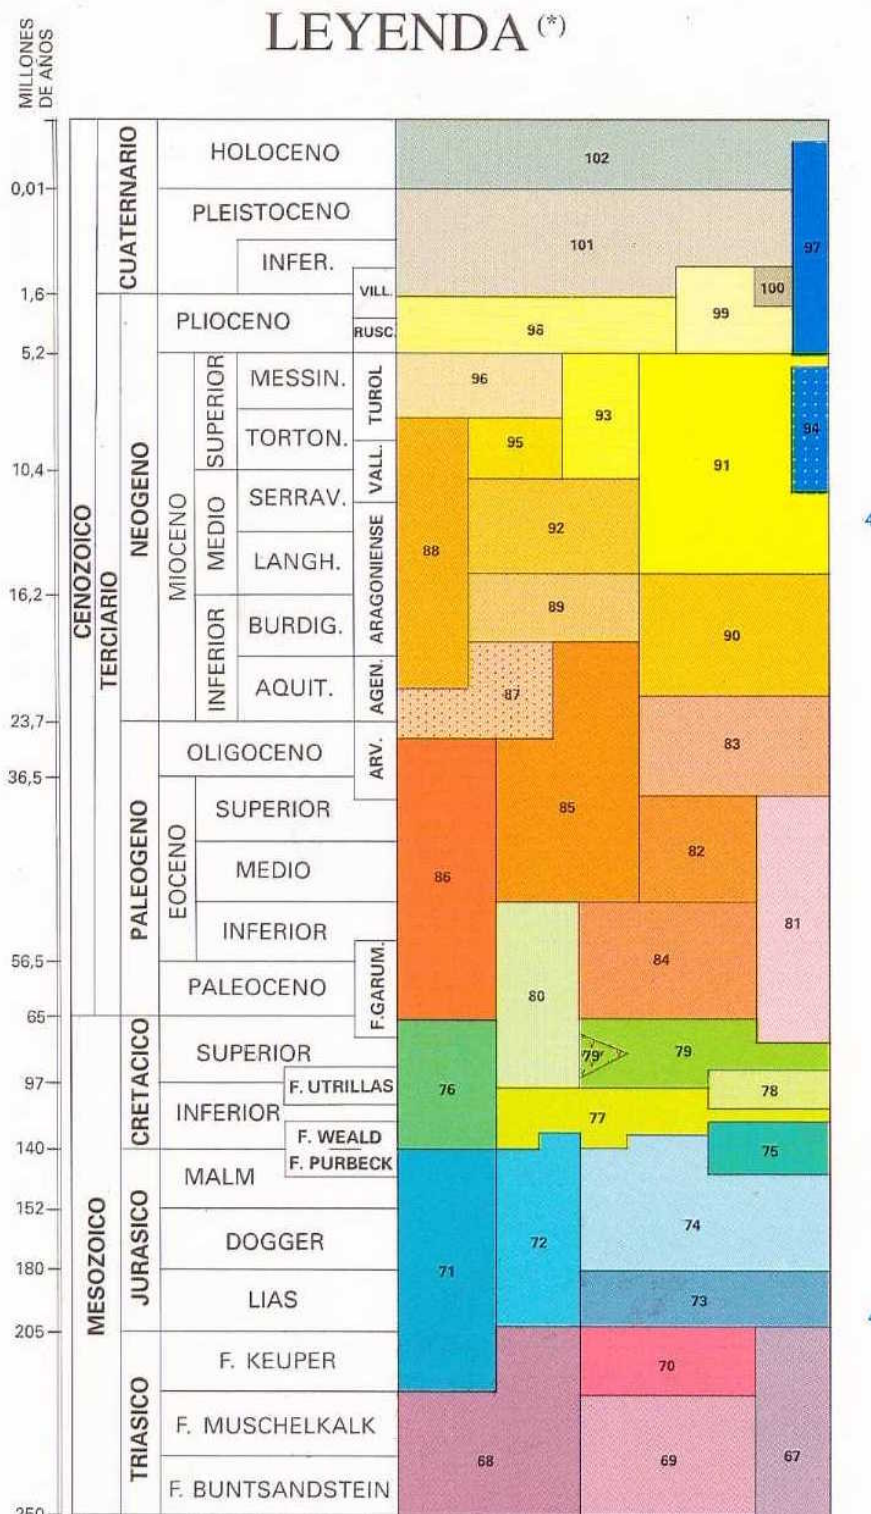 LEYENDA (*)
MILLONES
DE AÑOS
CENOZOICO
CUATERNARIO
HOLOCENO
102
0,01
PLEISTOCENO
97
101
INFER.
VILL.
100
1,6
TERCIARIO
NEOGENO
PLIOCENO
RUSC.
98
99
5,2
MIOCENO
SUPERIOR
MESSIN.
TUROL
96
93
94
TORTON.
95
91
10,4
VALL.
MEDIO
SERRAV.
92
88
ARAGONIENSE
LANGH.
16,2
89
INFERIOR
BURDIG.
90
AQUIT.
AGEN.
87
23,7
PALEOGENO
OLIGOCENO
ARV.
83
36,5
EOCENO
SUPERIOR
85
82
MEDIO
86
81
INFERIOR
84
56,5
PALEOCENO
F.GARUM.
80
65
MESOZOICO
CRETACICO
SUPERIOR
79'
79
97
F. UTRILLAS
76
78
INFERIOR
77
F. WEALD
140
F. PURBECK
75
JURASICO
MALM
152
74
DOGGER
72
71
180
LIAS
73
205
TRIASICO
F. KEUPER
70
F. MUSCHELKALK
68
69
67
F. BUNTSANDSTEIN